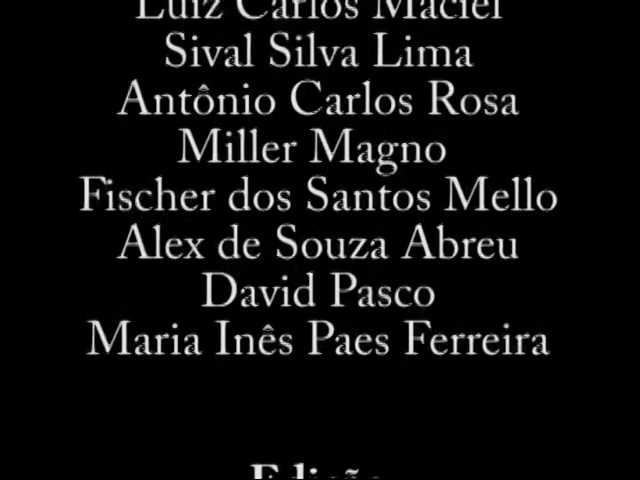 Luiz Carlos Maciel
Sival Silva Lima
Antônio Carlos Rosa
Miller Magno
Fischer dos Santos Mello
Alex de Souza Abreu
David Pasco
Maria Inês Paes Ferreira
Edição